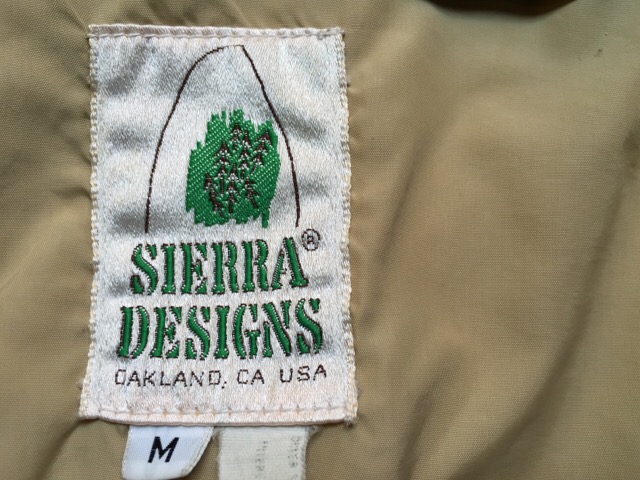 SIERRA®
DESIGNS
OAKLAND, CA USA
M